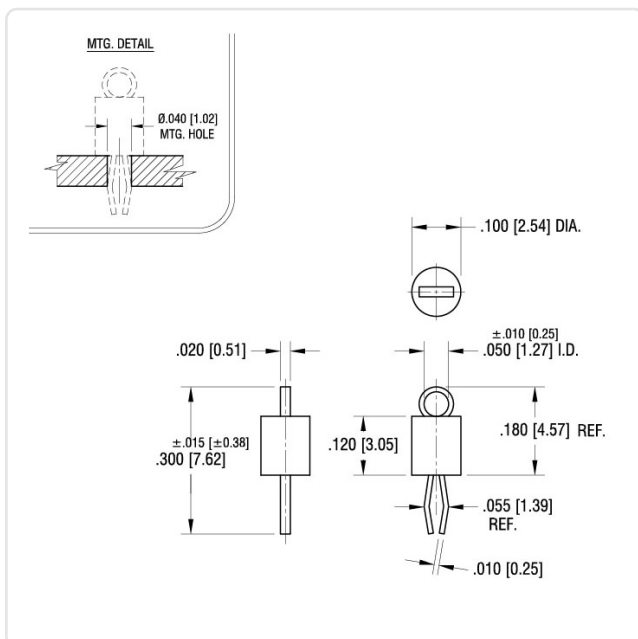 MTG. DETAIL
Ø.040 [1.02]
MTG. HOLE
.100 [2.54] DIA.
±.010 [0.25]
.050 [1.27] I.D.
.020 [0.51]
±.015 [±0.38]
.300 [7.62]
.120 [3.05]
.180 [4.57] REF.
.055 [1.39]
REF.
.010 [0.25]